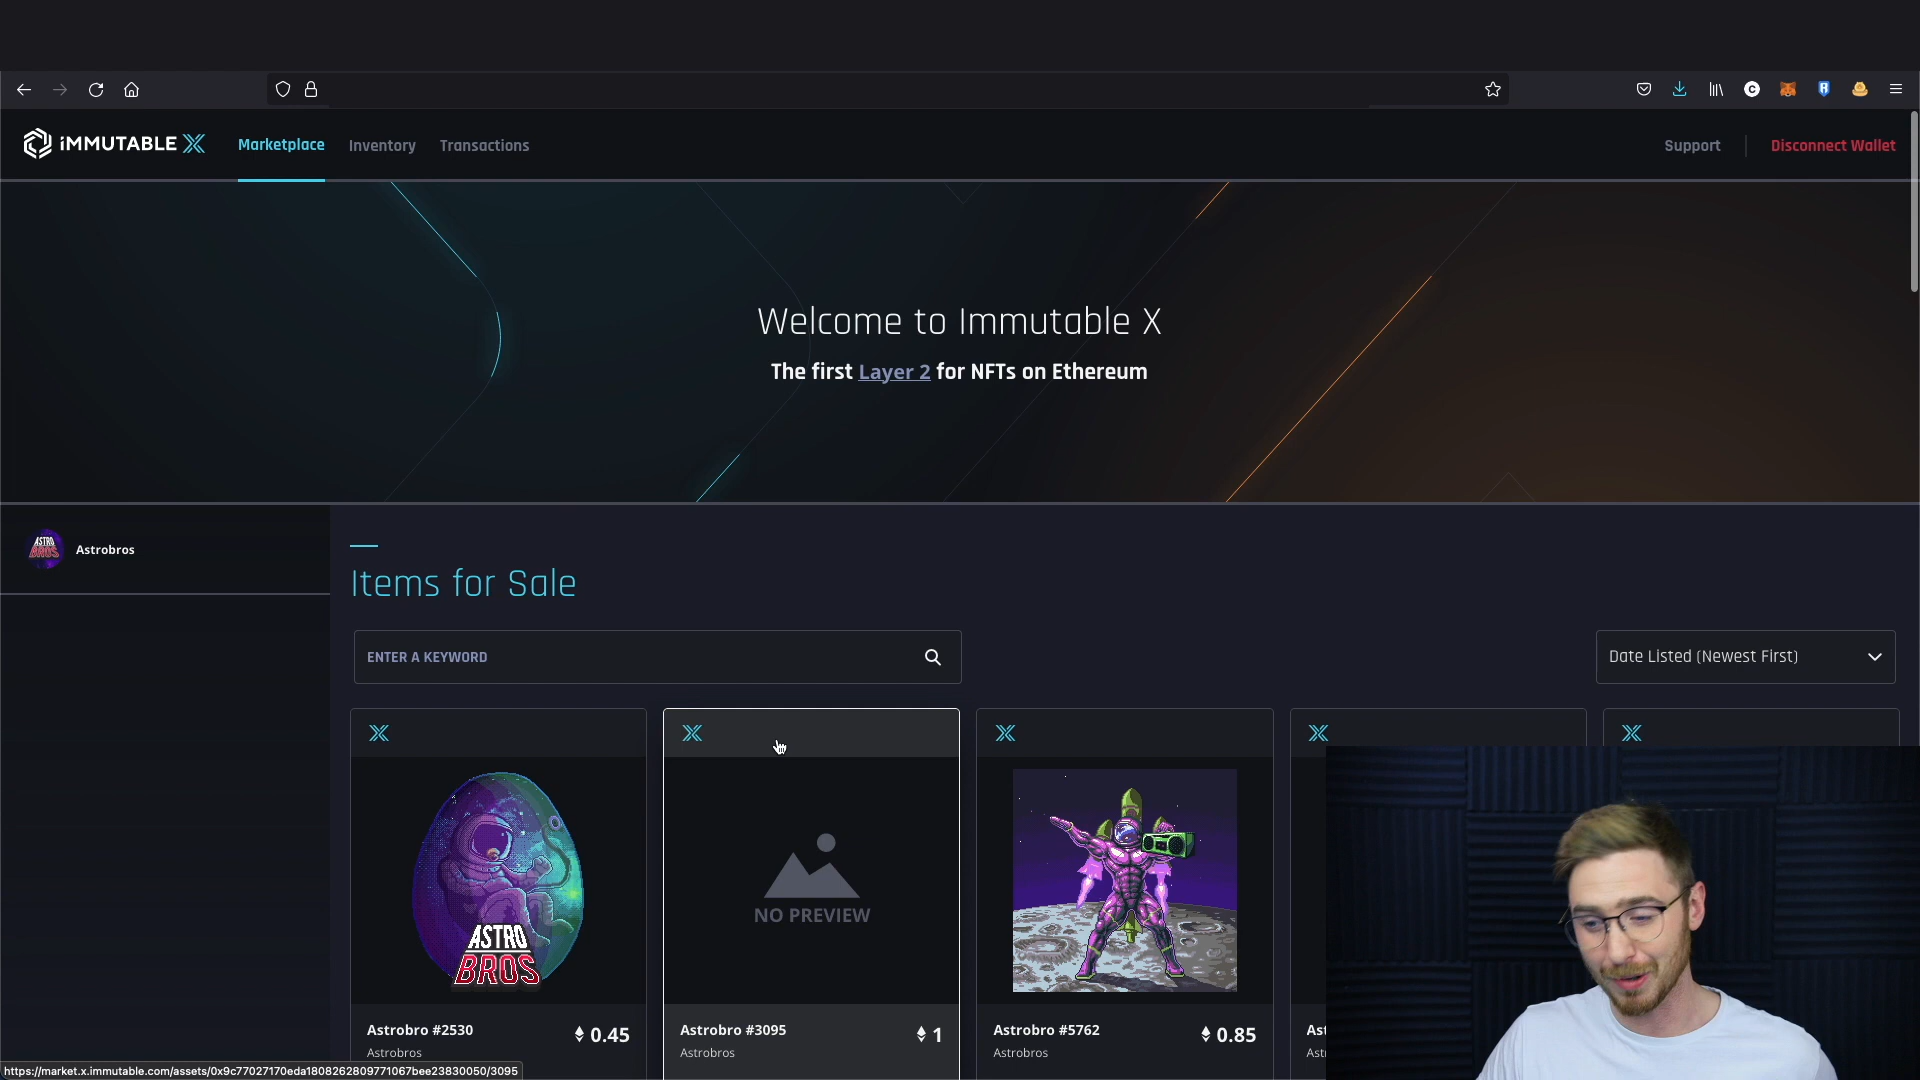 IMMUTABLE X
Marketplace
Inventory
Transactions
Support
Disconnect Wallet
Welcome to Immutable X
The first Layer 2 for NFTs on Ethereum
ASTRO BROS
Astrobros
Items for Sale
ENTER A KEYWORD
Date Listed (Newest First)
ASTRO
BROS
NO PREVIEW
Astrobro #2530
0.45
Astrobros
Astrobro #3095
1
Astrobros
Astrobro #5762
0.85
Astrobros
https://market.x.immutable.com/assets/0x9c77027170eda1808262809771067bee23830050/3095